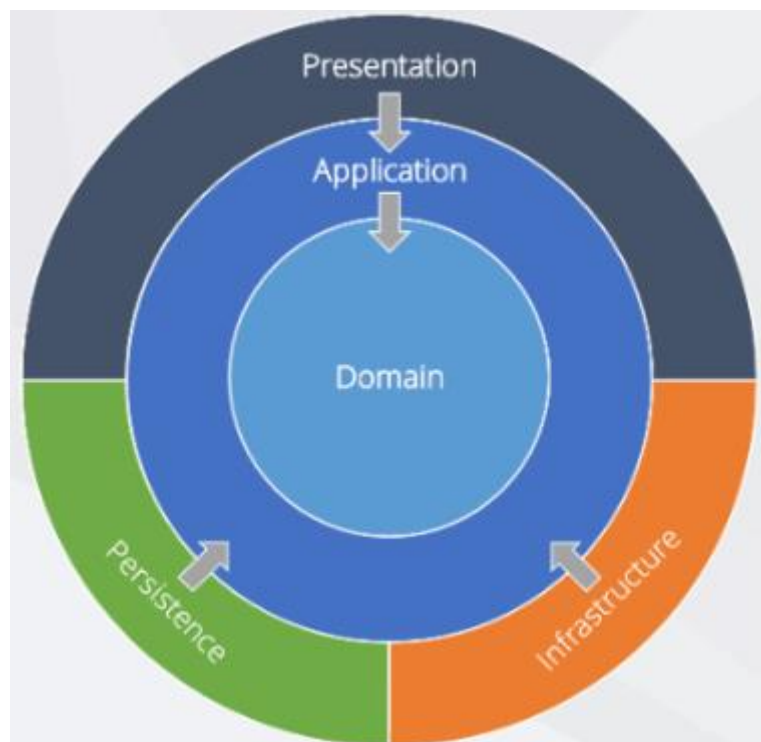 Presentation
Application
Domain
Persistence
Infrastructure